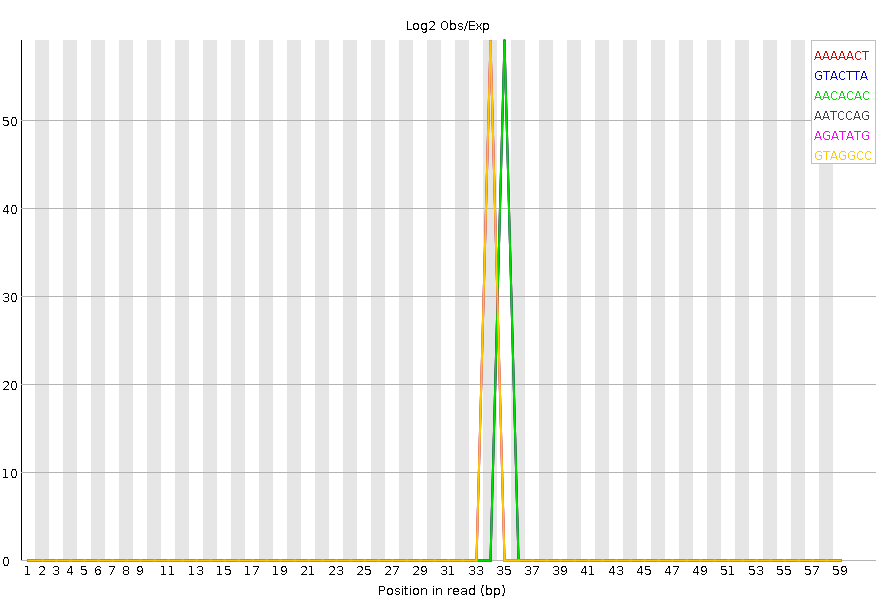 Log2 Obs/Exp
AAAAACT
GTACTTA
AACACAC
AATCCAG
AGATATG
GTAGGCC
50
40
30
20
10
0
1 2 3 4 5 6 7 8 9 11 13 15 17 19 21 23 25 27 29 31 33 35 37 39 41 43 45 47 49 51 53 55 57 59
Position in read (bp)